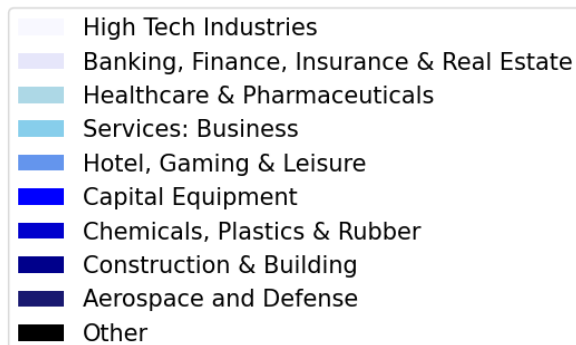 High Tech Industries
Banking, Finance, Insurance & Real Estate
Healthcare & Pharmaceuticals
Services: Business
Hotel, Gaming & Leisure
Capital Equipment
Chemicals, Plastics & Rubber
Construction & Building
Aerospace and Defense
Other